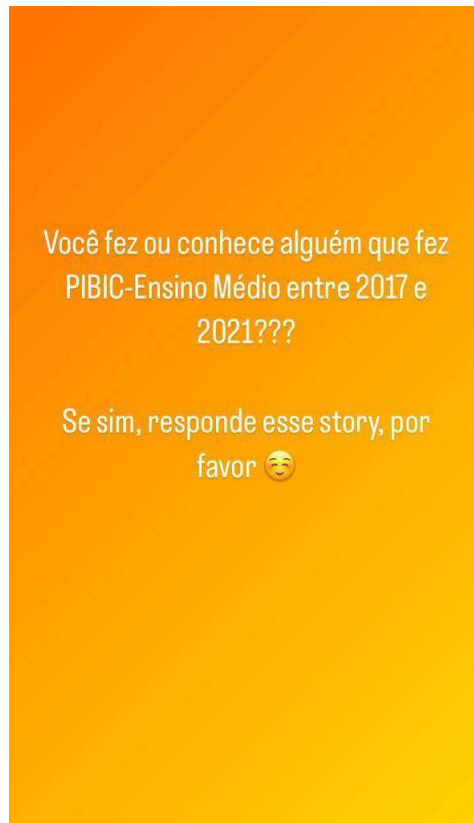 Você fez ou conhece alguém que fez
PIBIC-Ensino Médio entre 2017 e
2021???
Se sim, responde esse story, por
favor ☺️